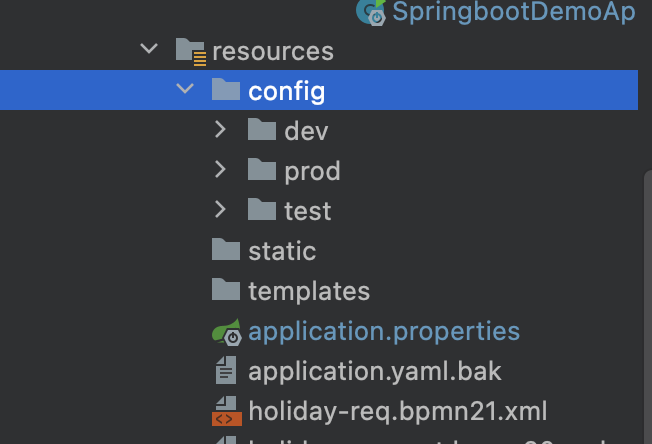 SpringbootDemoAp
resources
config
dev
prod
test
static
templates
application.properties
application.yaml.bak
holiday-req.bpmn21.xml